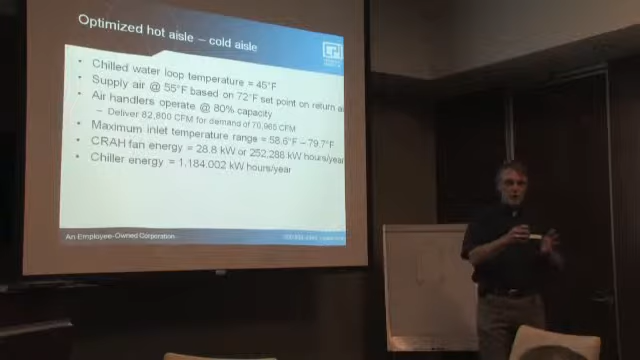 Optimized hot aisle – cold aisle
• Chilled water loop temperature = 45°F
• Supply air @ 55°F based on 72°F set point on return a
• Air handlers operate @ 80% capacity
– Deliver 82,800 CFM for demand of 70,965 CFM
• Maximum inlet temperature range = 58.6°F – 79.7°F
• CRAH fan energy = 28.8 kW or 252,288 kW hours/year
• Chiller energy = 1,184,002 kW hours/year
An Employee-Owned Corporation